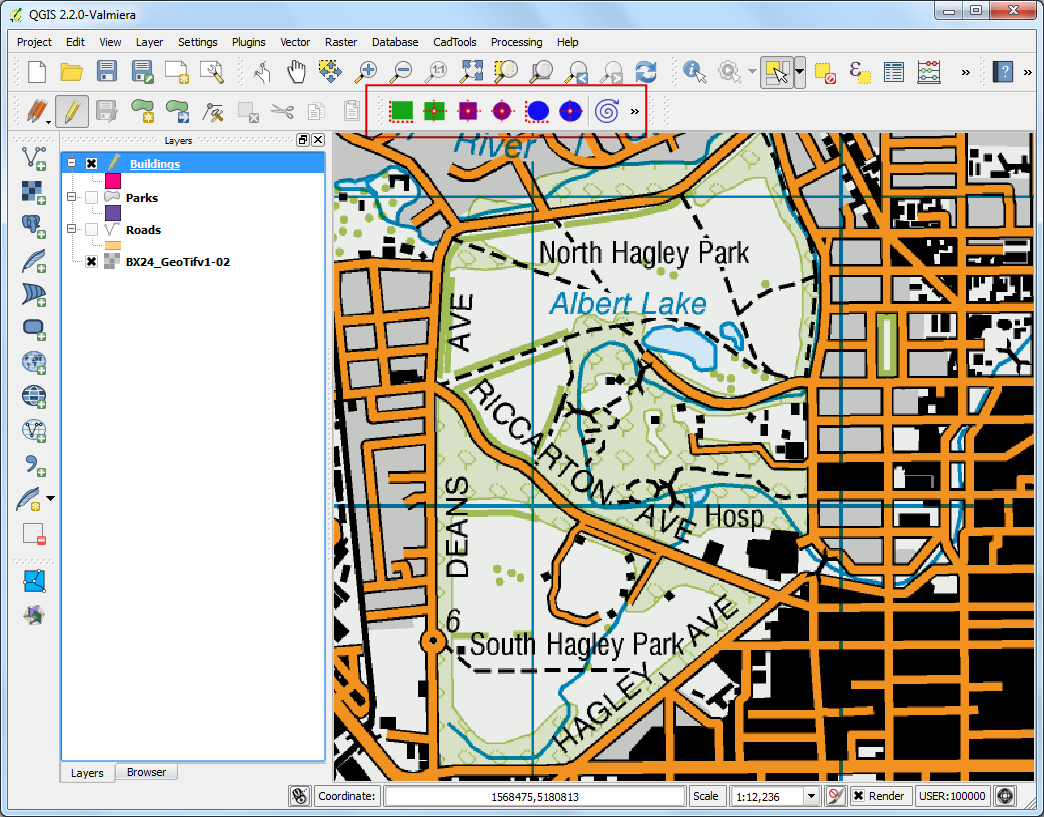 QGIS 2.2.0-Valmiera
Project Edit View Layer Settings Plugins Vector Raster Database CadTools Processing Help
1:1
ε
»
?
»
»
Layers
Buildings
Parks
Roads
BX24_GeoTifv1-02
River
North Hagley Park
Albert Lake
AVE
RICCARTON
AVE
Hosp
DEANS
6
South Hagley Park
HAGLEY AVE
Layers Browser
Coordinate: 1568475,5180813 Scale 1:12,236 Render USER:100000